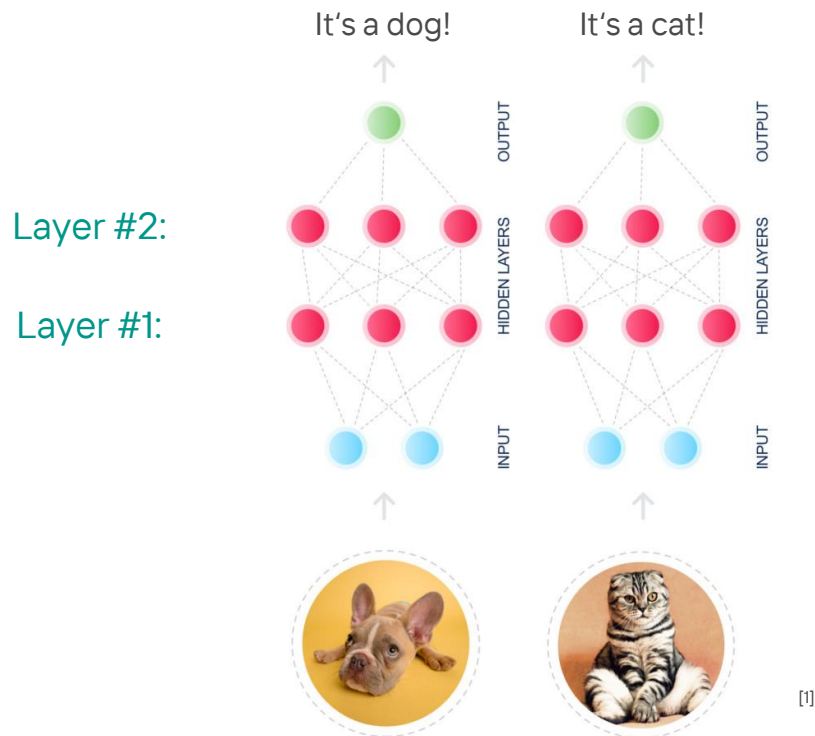 It's a dog!
It's a cat!
OUTPUT
OUTPUT
Layer #2:
HIDDEN LAYERS
HIDDEN LAYERS
Layer #1:
INPUT
INPUT
[1]